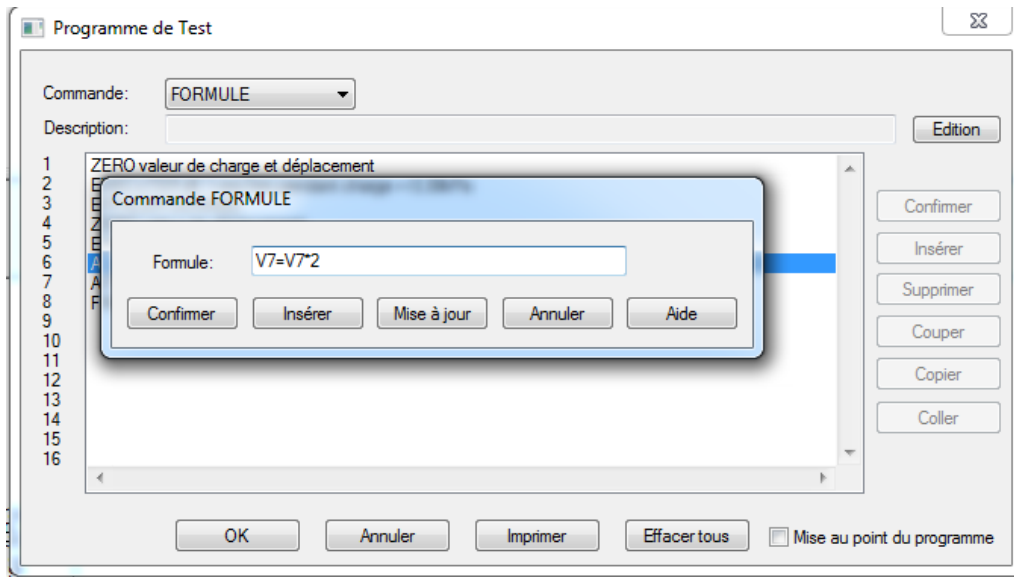 Programme de Test
Commande: FORMULE
Description: Edition
1 ZERO valeur de charge et déplacement
2 E
3 E
4 Z
5 E
6 A
7 A
8 F
9
10
11
12
13
14
15
16
Commande FORMULE
Formule: V7=V7*2
Confirmer Insérer Mise à jour Annuler Aide
Confirmer
Insérer
Supprimer
Couper
Copier
Coller
OK Annuler Imprimer Effacer tous Mise au point du programme